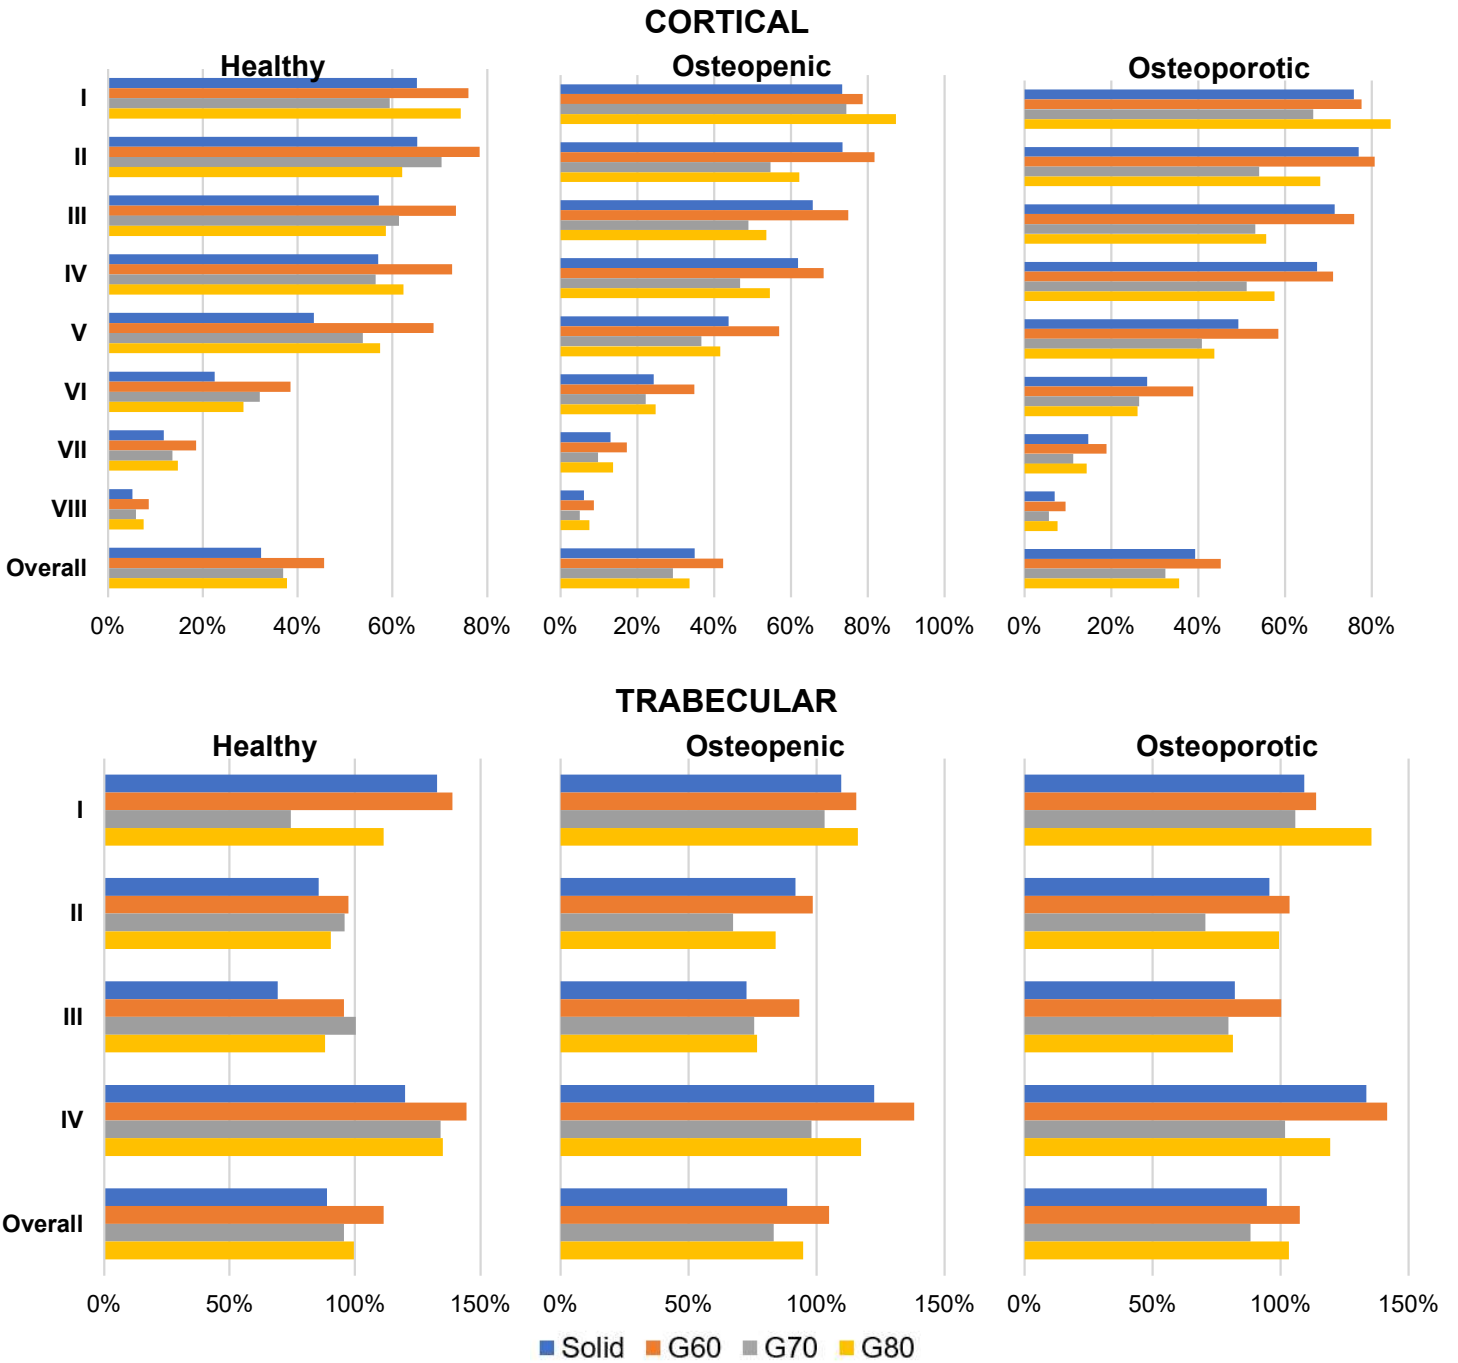 CORTICAL
Healthy Osteopenic Osteoporotic
I
II
III
IV
V
VI
VII
VIII
Overall
0% 20% 40% 60% 80% 0% 20% 40% 60% 80% 100% 0% 20% 40% 60% 80%
TRABECULAR
Healthy Osteopenic Osteoporotic
I
II
III
IV
Overall
0% 50% 100% 150% 0% 50% 100% 150% 0% 50% 100% 150%
Solid G60 G70 G80